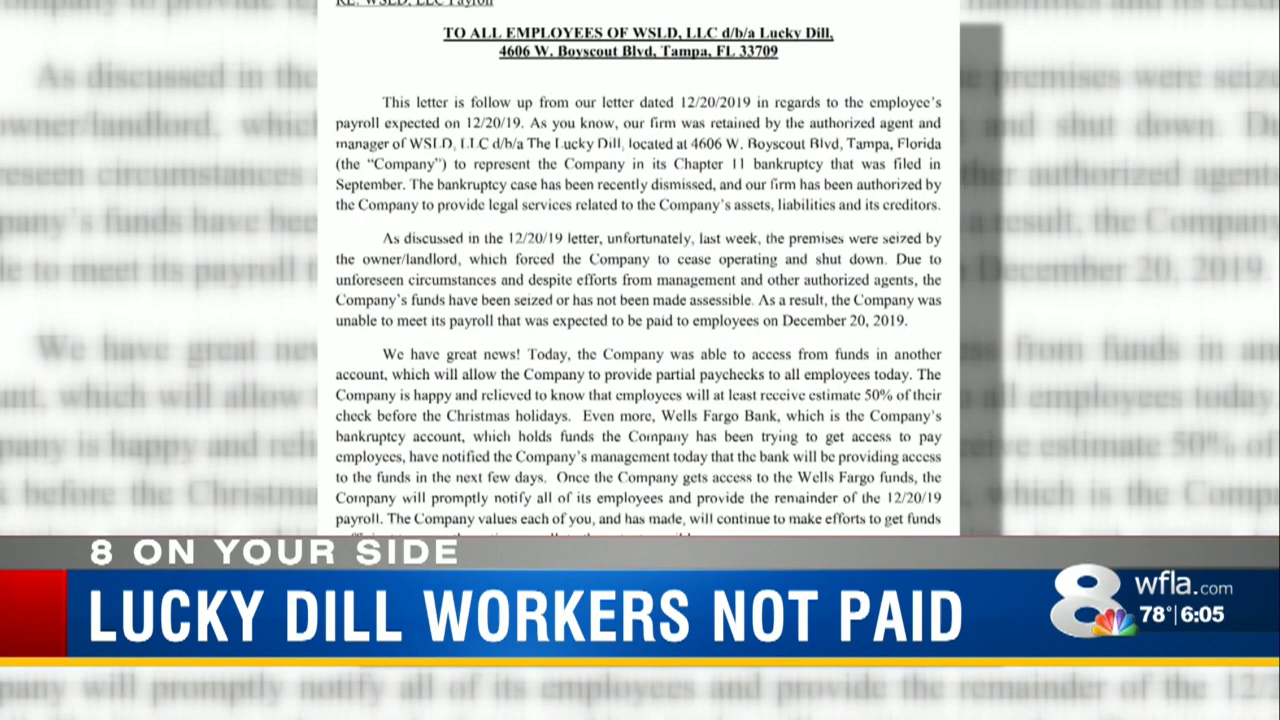 RE: WSLD, LLC Payroll
TO ALL EMPLOYEES OF WSLD, LLC d/b/a Lucky Dill,
4606 W. Boyscout Blvd, Tampa, FL 33709
This letter is follow up from our letter dated 12/20/2019 in regards to the employee's
payroll expected on 12/20/19. As you know, our firm was retained by the authorized agent and
manager of WSLD, LLC d/b/a The Lucky Dill, located at 4606 W. Boyscout Blvd, Tampa, Florida
(the “Company”) to represent the Company in its Chapter 11 bankruptcy that was filed in
September. The bankruptcy case has been recently dismissed, and our firm has been authorized by
the Company to provide legal services related to the Company's assets, liabilities and its creditors.
As discussed in the 12/20/19 letter, unfortunately, last week, the premises were seized by
the owner/landlord, which forced the Company to cease operating and shut down. Due to
unforeseen circumstances and despite efforts from management and other authorized agents, the
Company's funds have been seized or has not been made assessible. As a result, the Company was
unable to meet its payroll that was expected to be paid to employees on December 20, 2019.
We have great news! Today, the Company was able to access from funds in another
account, which will allow the Company to provide partial paychecks to all employees today. The
Company is happy and relieved to know that employees will at least receive estimate 50% of their
check before the Christmas holidays. Even more, Wells Fargo Bank, which is the Company's
bankruptcy account, which holds funds the Company has been trying to get access to pay
employees, have notified the Company's management today that the bank will be providing access
to the funds in the next few days. Once the Company gets access to the Wells Fargo funds, the
Company will promptly notify all of its employees and provide the remainder of the 12/20/19
payroll. The Company values each of you, and has made, will continue to make efforts to get funds
8 ON YOUR SIDE
LUCKY DILL WORKERS NOT PAID
8
wfla.com
78° 6:05